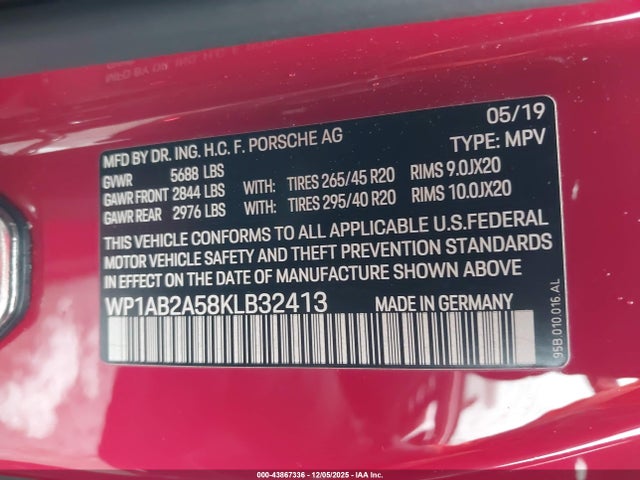 05/19
MFD BY DR. ING. H.C. F. PORSCHE AG TYPE: MPV
GVWR 5688 LBS
GAWR FRONT 2844 LBS WITH: TIRES 265/45 R20 RIMS 9.0JX20
GAWR REAR 2976 LBS WITH: TIRES 295/40 R20 RIMS 10.0JX20
THIS VEHICLE CONFORMS TO ALL APPLICABLE U.S.FEDERAL
MOTOR VEHICLE SAFETY AND THEFT PREVENTION STANDARDS
IN EFFECT ON THE DATE OF MANUFACTURE SHOWN ABOVE
WP1AB2A58KLB32413 MADE IN GERMANY
95B.010.016.AL
000-43867336 - 12/05/2025 - IAA Inc.